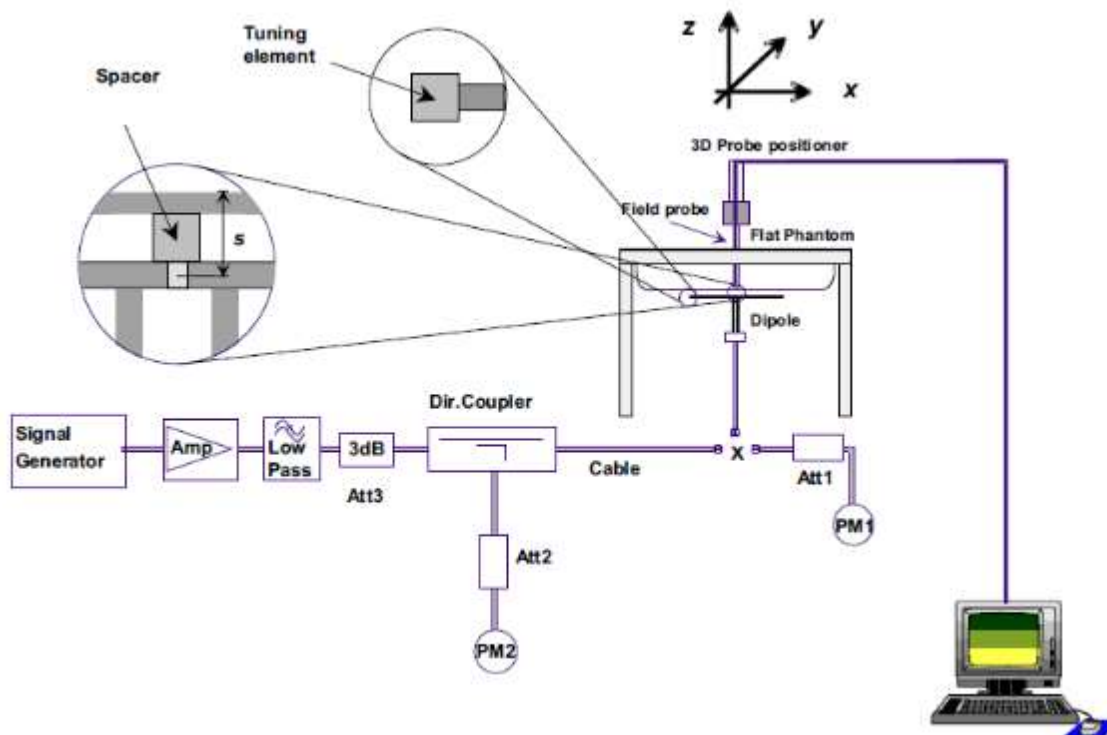 Tuning
element
Spacer
s
z
y
x
3D Probe positioner
Field probe
Flat Phantom
Dipole
Dir.Coupler
Signal
Generator
Amp
Low
Pass
3dB
Att3
Cable
X
Att1
PM1
Att2
PM2